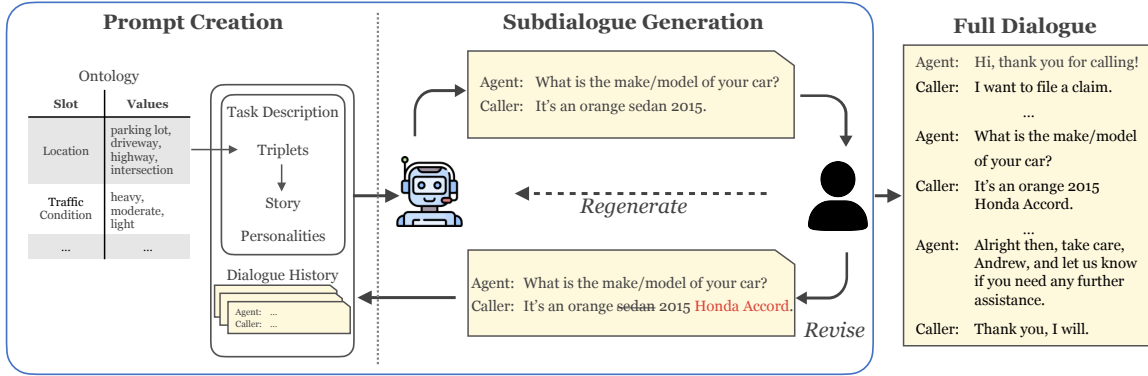 Prompt Creation
Ontology
Slot Values
Location
parking lot,
driveway,
highway,
intersection
Traffic
Condition
heavy,
moderate,
light
... ...
Task Description
Triplets
Story
Personalities
Dialogue History
Agent: ...
Caller: ...
Subdialogue Generation
Agent: What is the make/model of your car?
Caller: It's an orange sedan 2015.
Regenerate
Agent: What is the make/model of your car?
Caller: It's an orange sedan 2015 Honda Accord.
Revise
Full Dialogue
Agent: Hi, thank you for calling!
Caller: I want to file a claim.
...
Agent: What is the make/model
of your car?
Caller: It's an orange 2015
Honda Accord.
...
Agent: Alright then, take care,
Andrew, and let us know
if you need any further
assistance.
Caller: Thank you, I will.